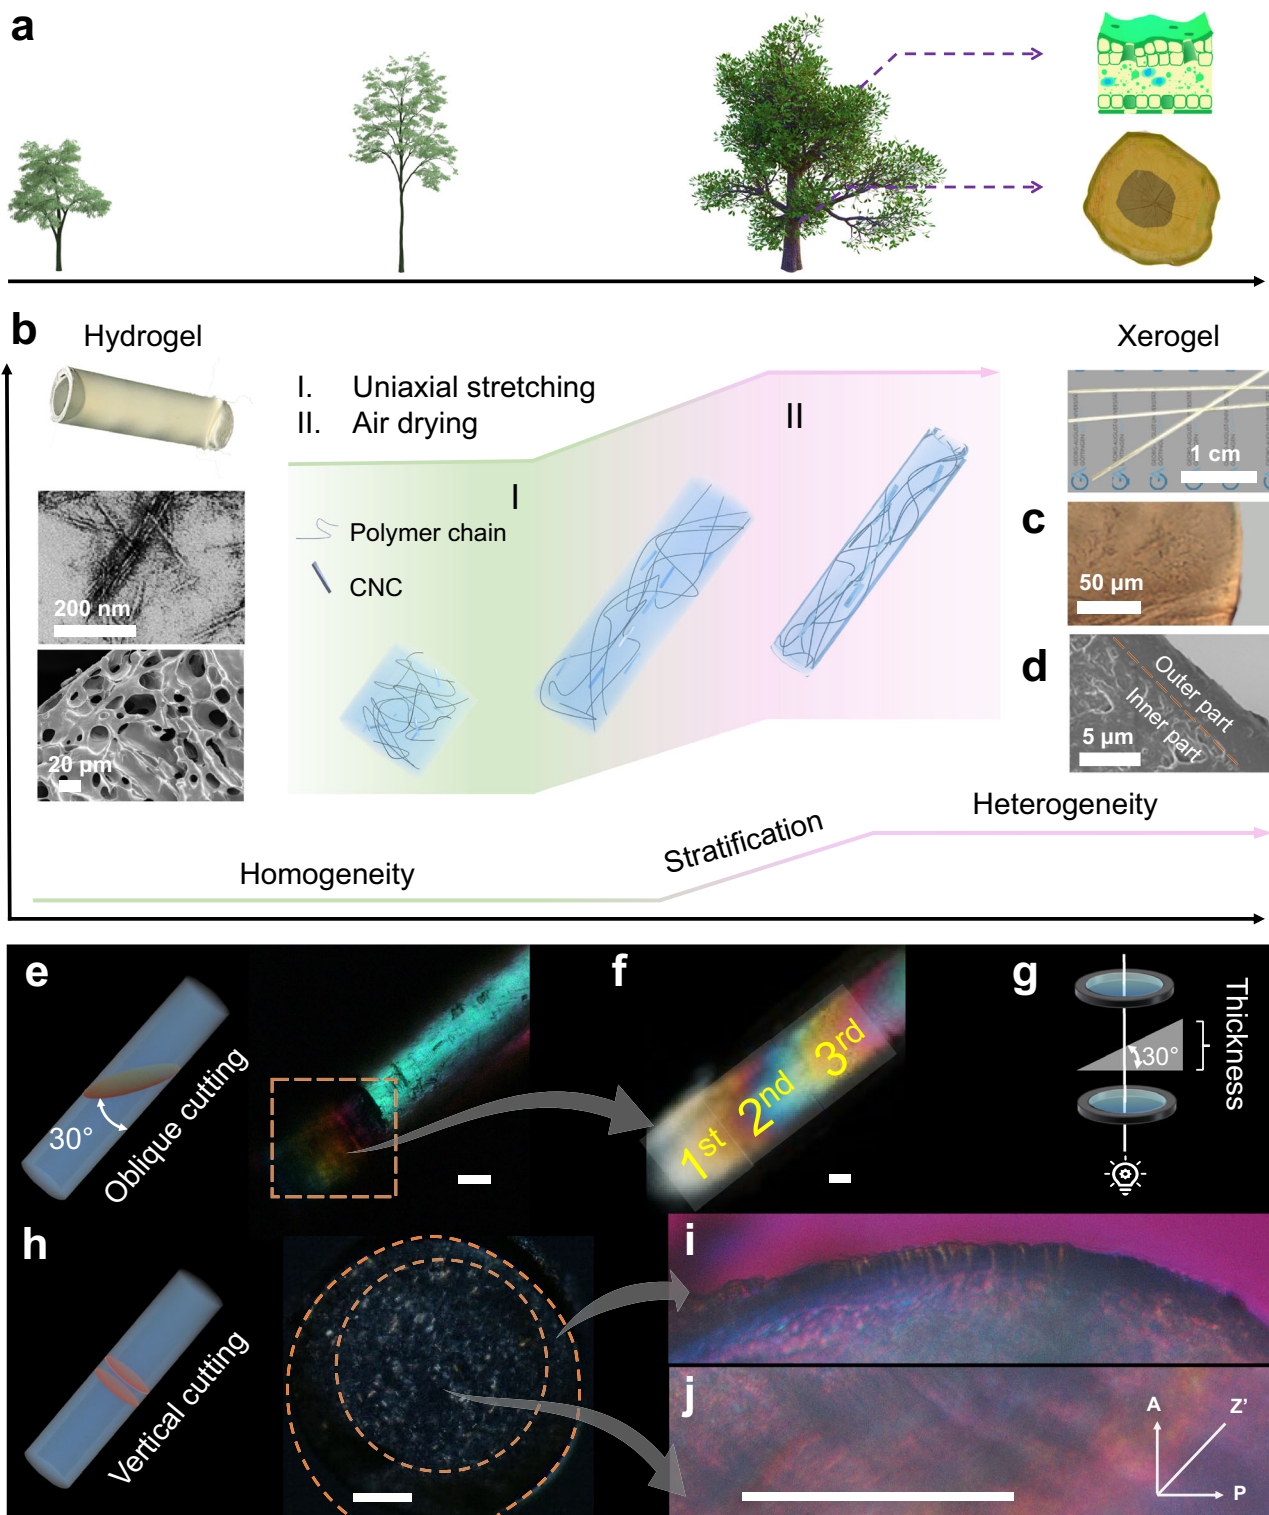 a
b
Hydrogel
Xerogel
I. Uniaxial stretching
II. Air drying
I
II
Polymer chain
CNC
200 nm
20 µm
1 cm
c
50 µm
d
Outer part
Inner part
5 µm
Homogeneity
Stratification
Heterogeneity
e
30°
Oblique cutting
f
1st
2nd
3rd
g
30°
Thickness
h
Vertical cutting
i
j
A
Z’
P